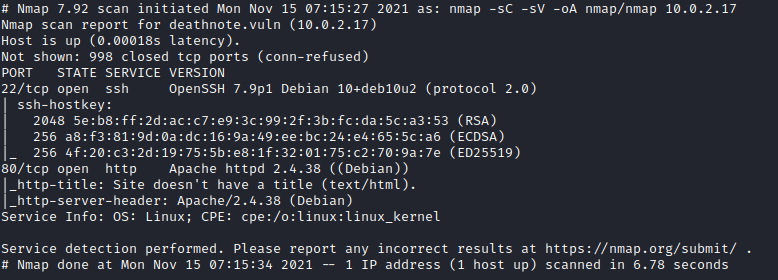 # Nmap 7.92 scan initiated Mon Nov 15 07:15:27 2021 as: nmap -sC -sV -oA nmap/nmap 10.0.2.17
Nmap scan report for deathnote.vuln (10.0.2.17)
Host is up (0.00018s latency).
Not shown: 998 closed tcp ports (conn-refused)
PORT   STATE SERVICE VERSION
22/tcp open  ssh     OpenSSH 7.9p1 Debian 10+deb10u2 (protocol 2.0)
| ssh-hostkey:
|   2048 5e:b8:ff:2d:ac:c7:e9:3c:99:2f:3b:fc:da:5c:a3:53 (RSA)
|   256 a8:f3:81:9d:0a:dc:16:9a:49:ee:bc:24:e4:65:5c:a6 (ECDSA)
|_  256 4f:20:c3:2d:19:75:5b:e8:1f:32:01:75:c2:70:9a:7e (ED25519)
80/tcp open  http    Apache httpd 2.4.38 ((Debian))
|_http-title: Site doesn't have a title (text/html).
|_http-server-header: Apache/2.4.38 (Debian)
Service Info: OS: Linux; CPE: cpe:/o:linux:linux_kernel

Service detection performed. Please report any incorrect results at https://nmap.org/submit/ .
# Nmap done at Mon Nov 15 07:15:34 2021 -- 1 IP address (1 host up) scanned in 6.78 seconds